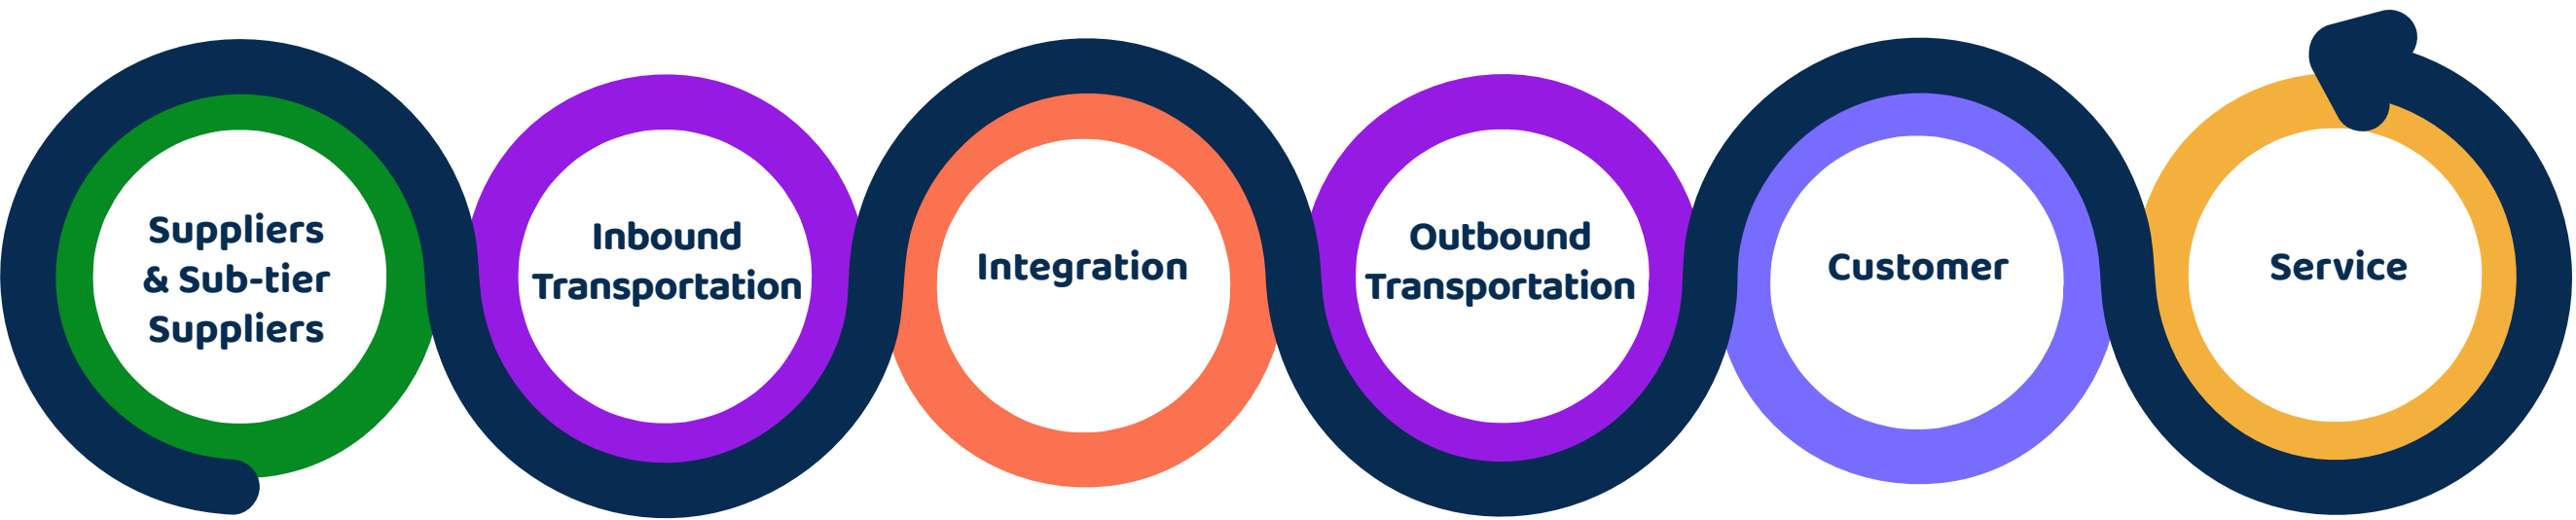 Suppliers
& Sub-tier
Suppliers
Inbound
Transportation
Integration
Outbound
Transportation
Customer
Service